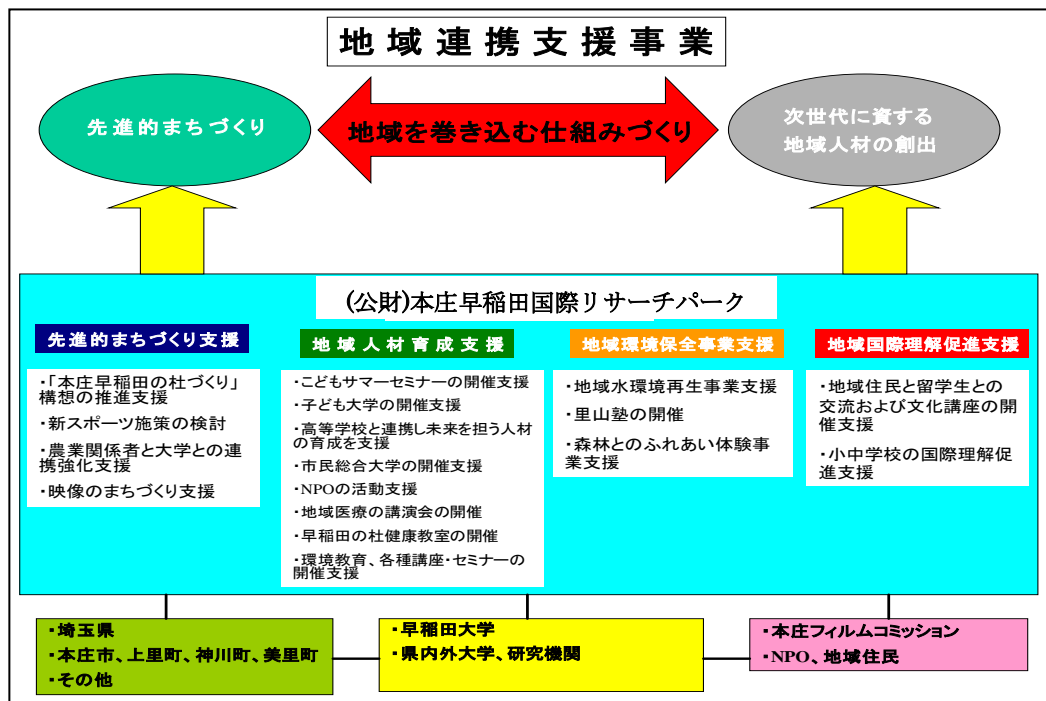 地域連携支援事業
先進的まちづくり
地域を巻き込む仕組みづくり
次世代に資する
地域人材の創出
(公財)本庄早稲田国際リサーチパーク
先進的まちづくり支援
・「本庄早稲田の杜づくり」
構想の推進支援
・新スポーツ施策の検討
・農業関係者と大学との連
携強化支援
・映像のまちづくり支援
地域人材育成支援
・こどもサマーセミナーの開催支援
・子ども大学の開催支援
・高等学校と連携し未来を担う人材
の育成を支援
・市民総合大学の開催支援
・NPOの活動支援
・地域医療の講演会の開催
・早稲田の杜健康教室の開催
・環境教育、各種講座・セミナーの
開催支援
地域環境保全事業支援
・地域水環境再生事業支援
・里山塾の開催
・森林とのふれあい体験事
業支援
地域国際理解促進支援
・地域住民と留学生との
交流および文化講座の開
催支援
・小中学校の国際理解促
進支援
・埼玉県
・本庄市、上里町、神川町、美里町
・その他
・早稲田大学
・県内外大学、研究機関
・本庄フィルムコミッション
・NPO、地域住民